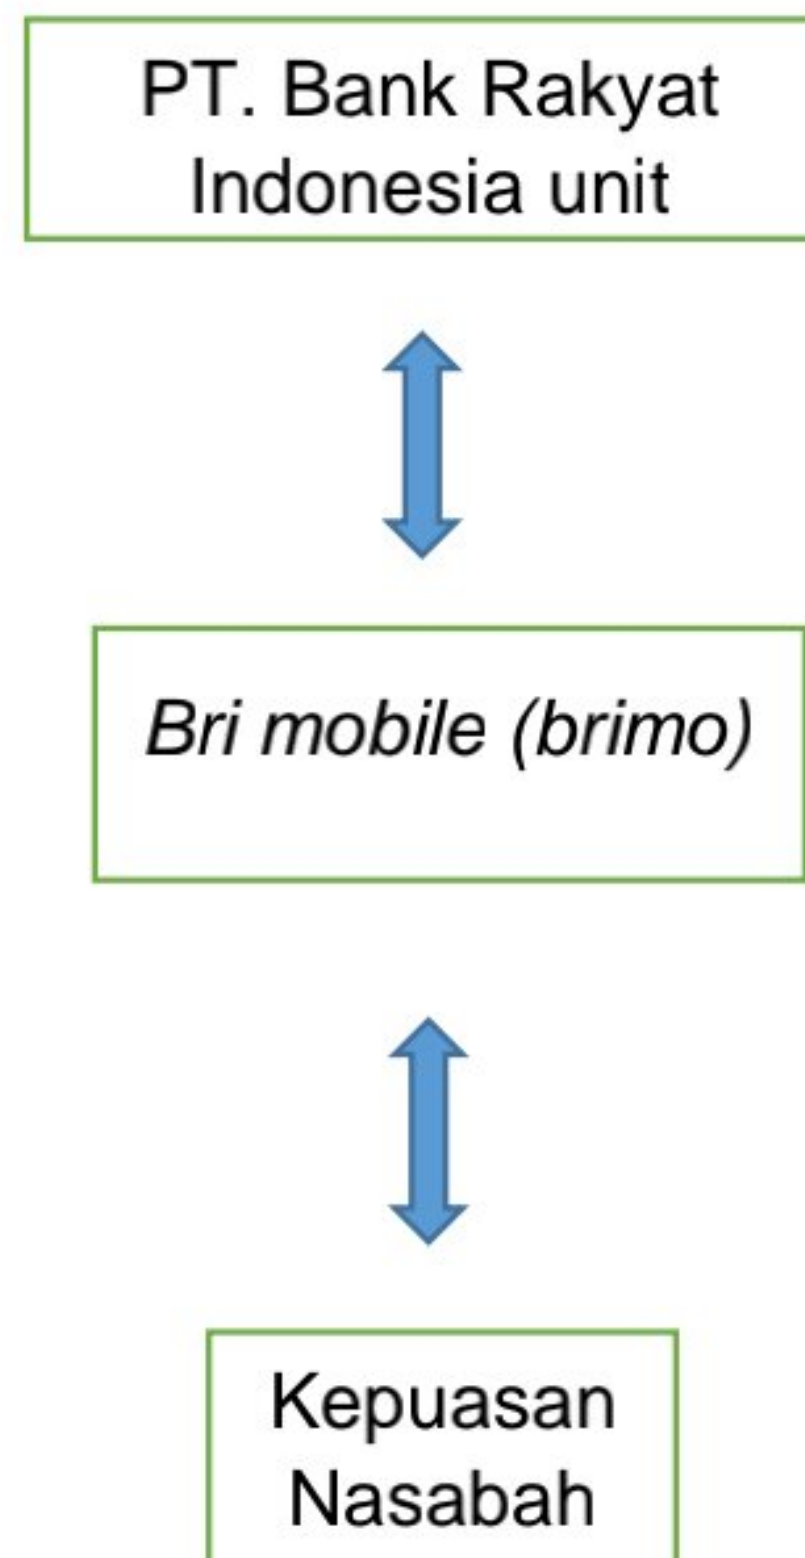 PT. Bank Rakyat
Indonesia unit
Bri mobile (brimo)
Kepuasan
Nasabah